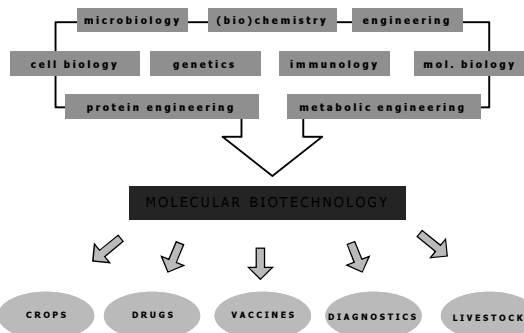 microbiology
(bio)chemistry
engineering
cell biology
genetics
immunology
mol. biology
protein engineering
metabolic engineering
MOLECULAR BIOTECHNOLOGY
CROPS
DRUGS
VACCINES
DIAGNOSTICS
LIVESTOCK